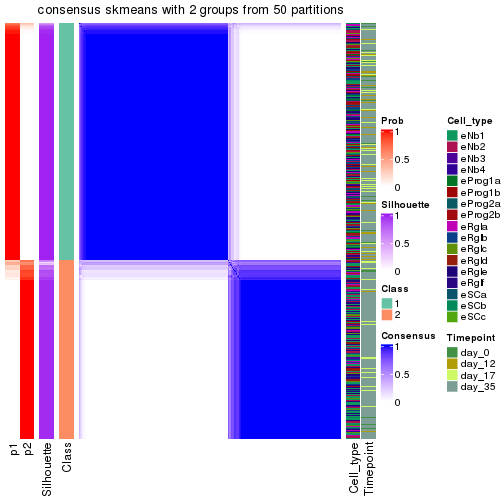 consensus skmeans with 2 groups from 50 partitions
Prob
1
0.5
0
Silhouette
1
0.5
0
Class
1
2
Consensus
1
0.5
0
Cell_type
eNb1
eNb2
eNb3
eNb4
eProg1a
eProg1b
eProg2a
eProg2b
eRgla
eRglb
eRglc
eRgld
eRgle
eRglf
eSCa
eSCb
eSCc
Timepoint
day_0
day_12
day_17
day_35
p1
p2
Silhouette
Class
Cell_type
Timepoint